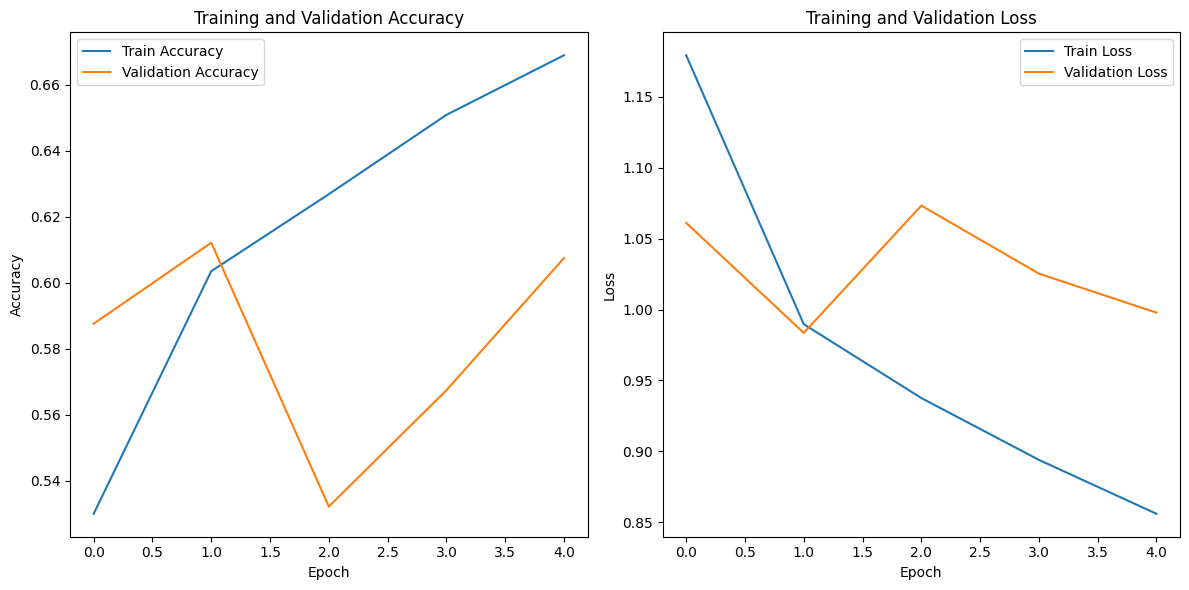 Training and Validation Accuracy
Train Accuracy
Validation Accuracy
0.66
0.64
0.62
0.60
0.58
0.56
0.54
Accuracy
0.0 0.5 1.0 1.5 2.0 2.5 3.0 3.5 4.0
Epoch
Training and Validation Loss
Train Loss
Validation Loss
1.15
1.10
1.05
1.00
0.95
0.90
0.85
Loss
0.0 0.5 1.0 1.5 2.0 2.5 3.0 3.5 4.0
Epoch